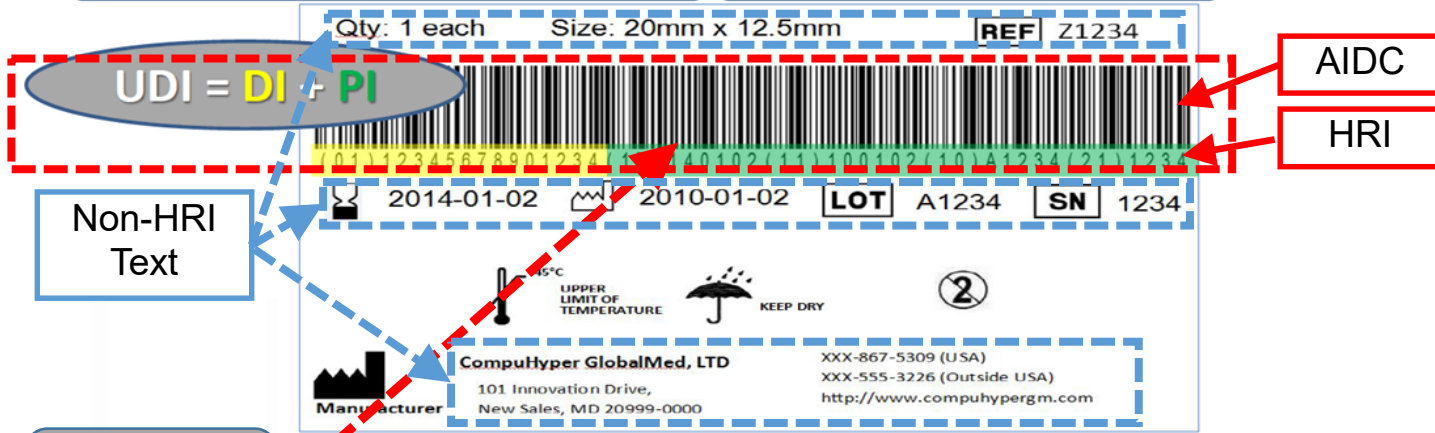 Qty: 1 each Size: 20mm x 12.5mm REF Z1234
AIDC
UDI = DI + PI
HRI
(01)12345678901234(1 40102(11)100102(10)A1234(21)1234
2014-01-02 2010-01-02 LOT A1234 SN 1234
Non-HRI
Text
45°C
UPPER
LIMIT OF
TEMPERATURE
KEEP DRY
2
CompuHyper GlobalMed, LTD XXX-867-5309 (USA)
101 Innovation Drive, XXX-555-3226 (Outside USA)
New Sales, MD 20999-0000 http://www.compuhypergm.com
Manufacturer